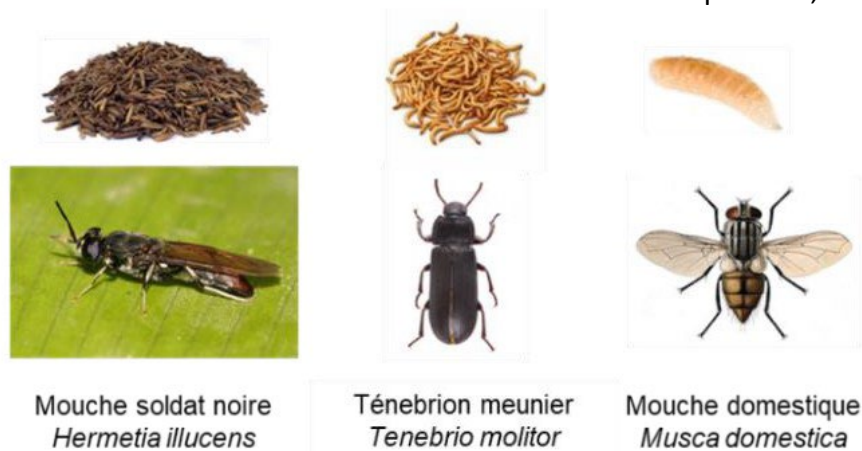 Mouche soldat noire
Hermetia illucens
Ténebrion meunier
Tenebrio molitor
Mouche domestique
Musca domestica